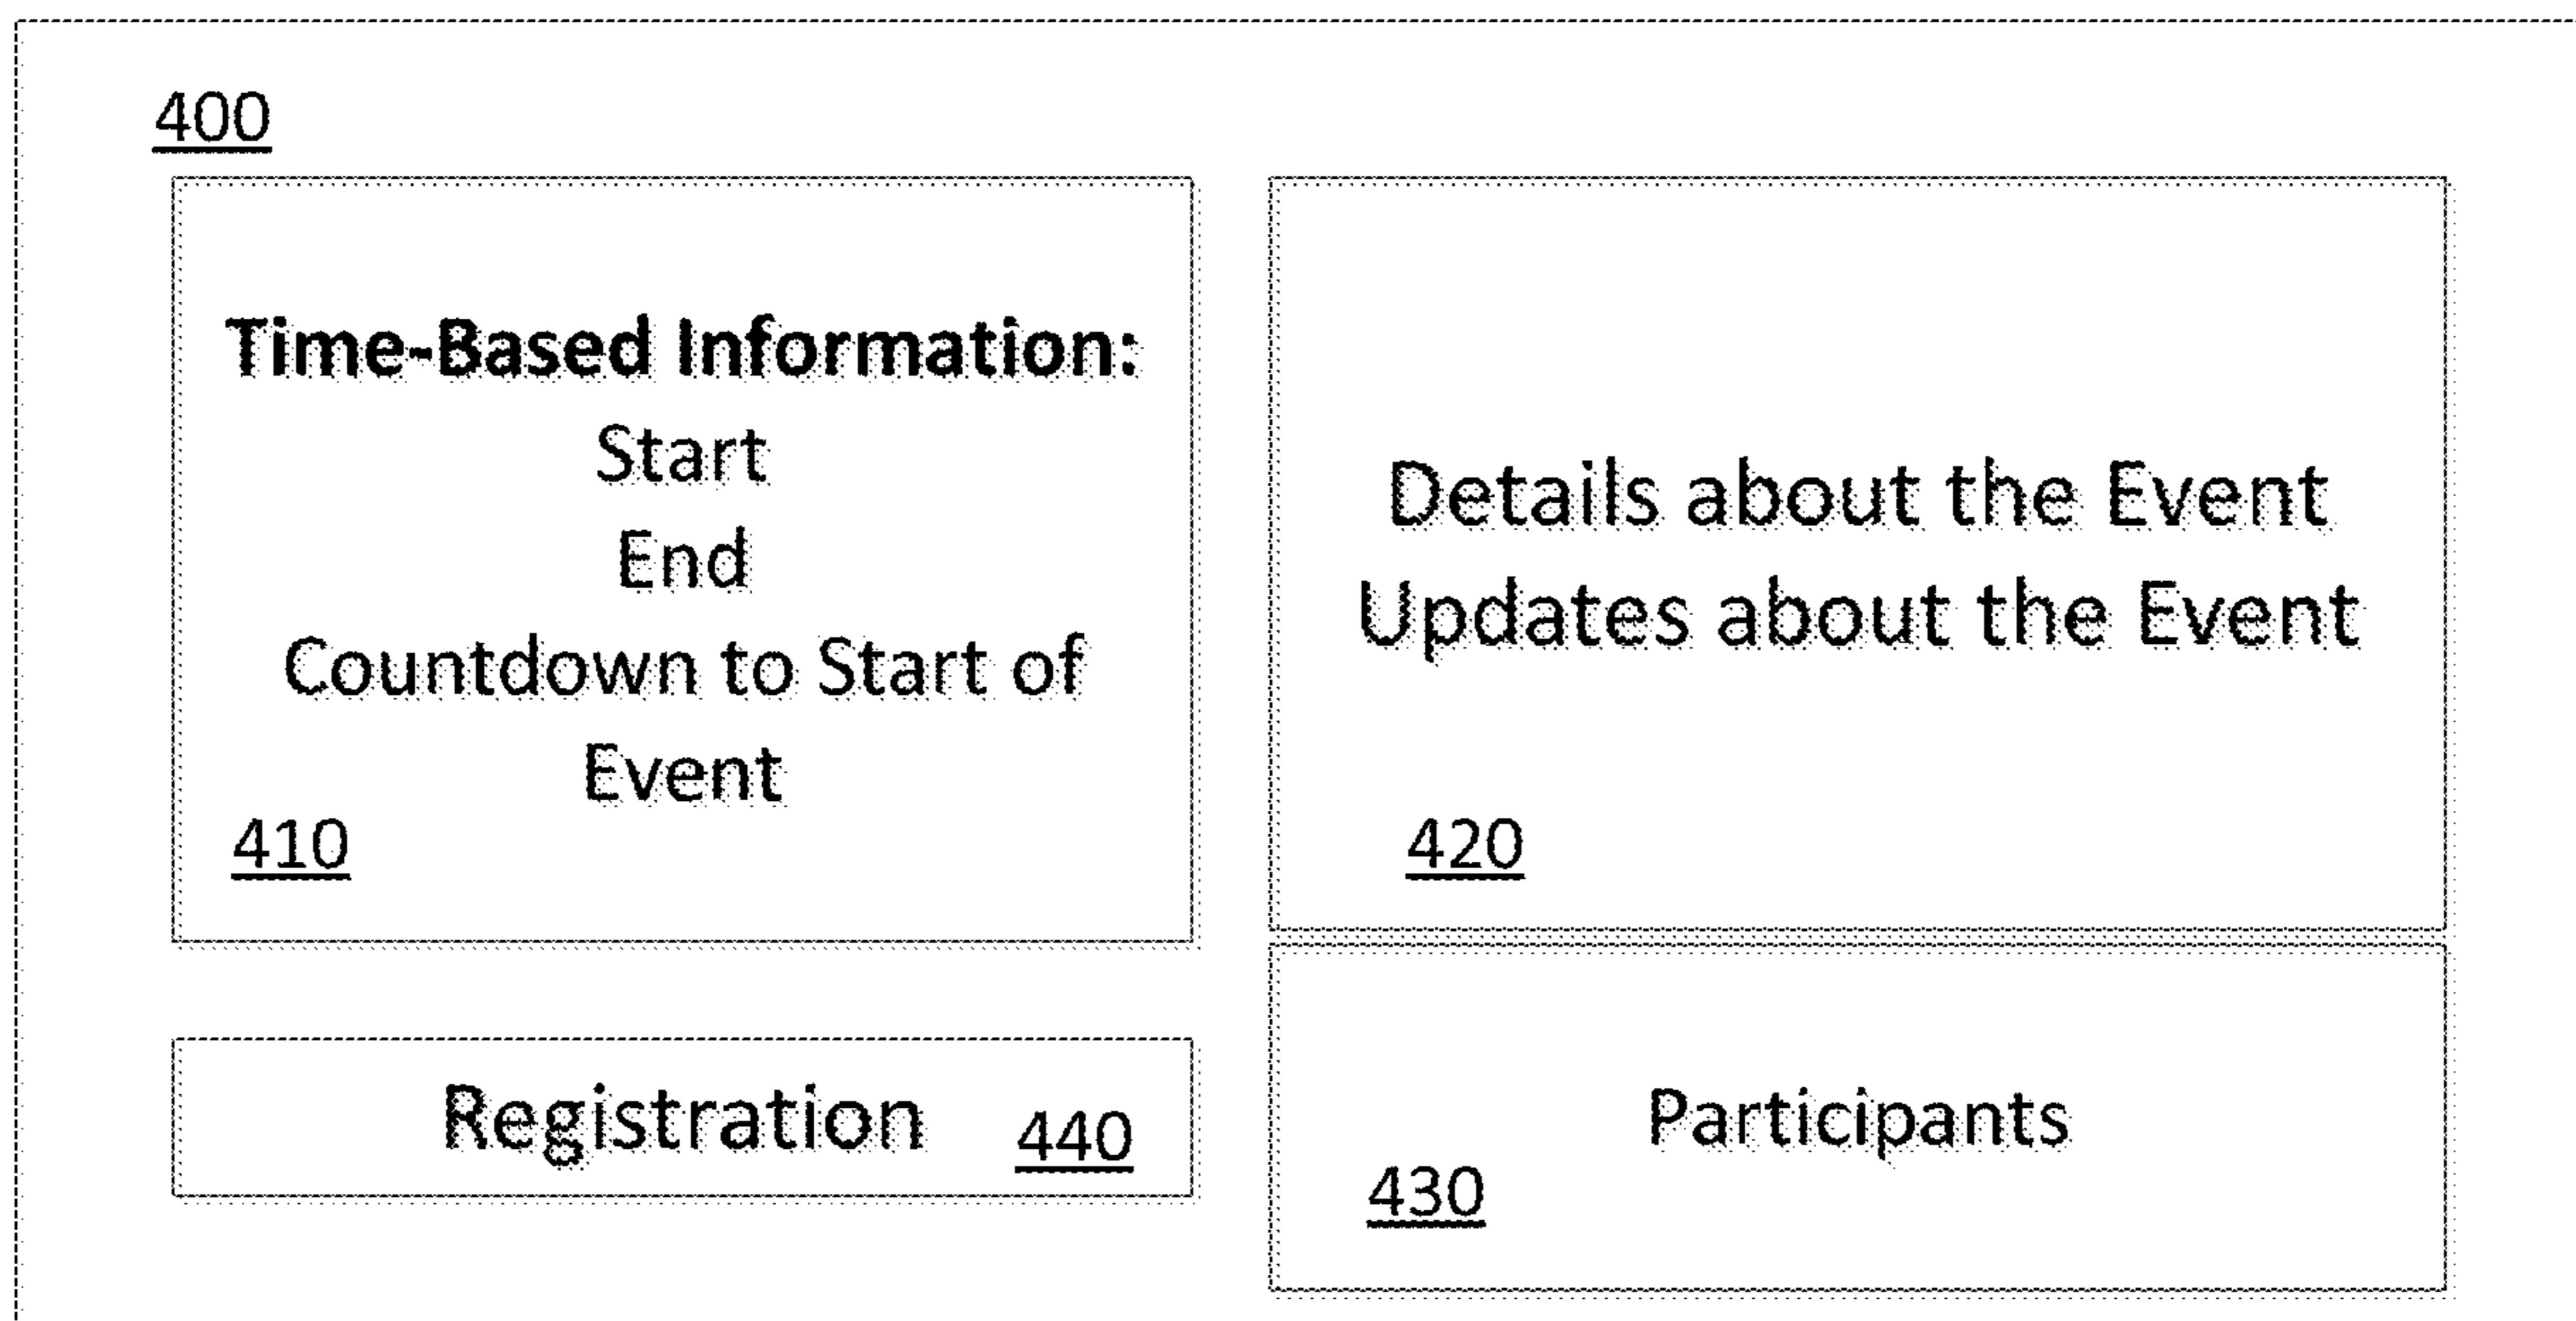 400
Time-Based Information:
Start
End
Countdown to Start of
Event
410
Details about the Event
Updates about the Event
420
Registration 440
Participants
430